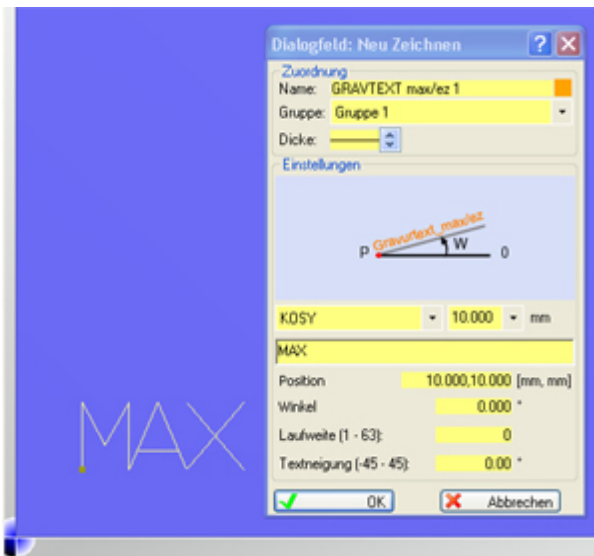 Dialogfeld: Neu Zeichnen
Zuordnung
Name: GRAVTEXT max/ez 1
Gruppe: Gruppe 1
Dicke:
Einstellungen
Gravurtext_max/ez
P W 0
KOSY 10.000 mm
MAX
Position 10.000,10.000 [mm, mm]
Winkel 0.000 °
Laufweite (1 - 63): 0
Textneigung (-45 - 45): 0.00 °
OK Abbrechen
MAX